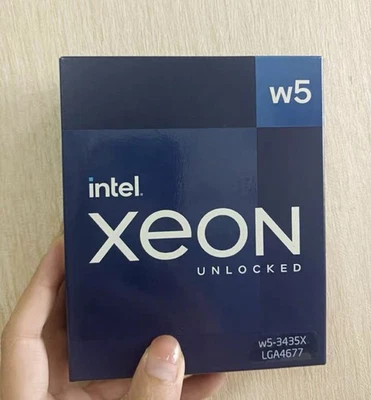 w5
intel.
xeon
UNLOCKED
w5-3435X
LGA4677